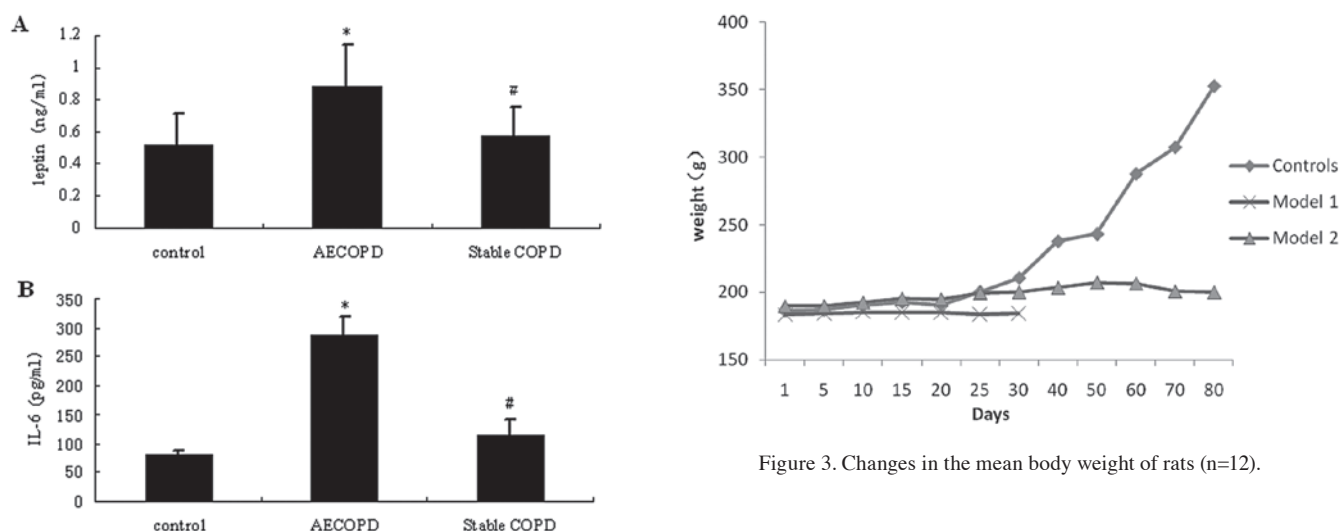 A
leptin (ng/ml)
1.2
1
0.8
0.6
0.4
0.2
0
*
#
control AECOPD Stable COPD
B
IL-6 (pg/ml)
350
300
250
200
150
100
50
0
*
#
control AECOPD Stable COPD
weight (g)
400
350
300
250
200
150
1 5 10 15 20 25 30 40 50 60 70 80
Days
Controls
Model 1
Model 2
Figure 3. Changes in the mean body weight of rats (n=12).